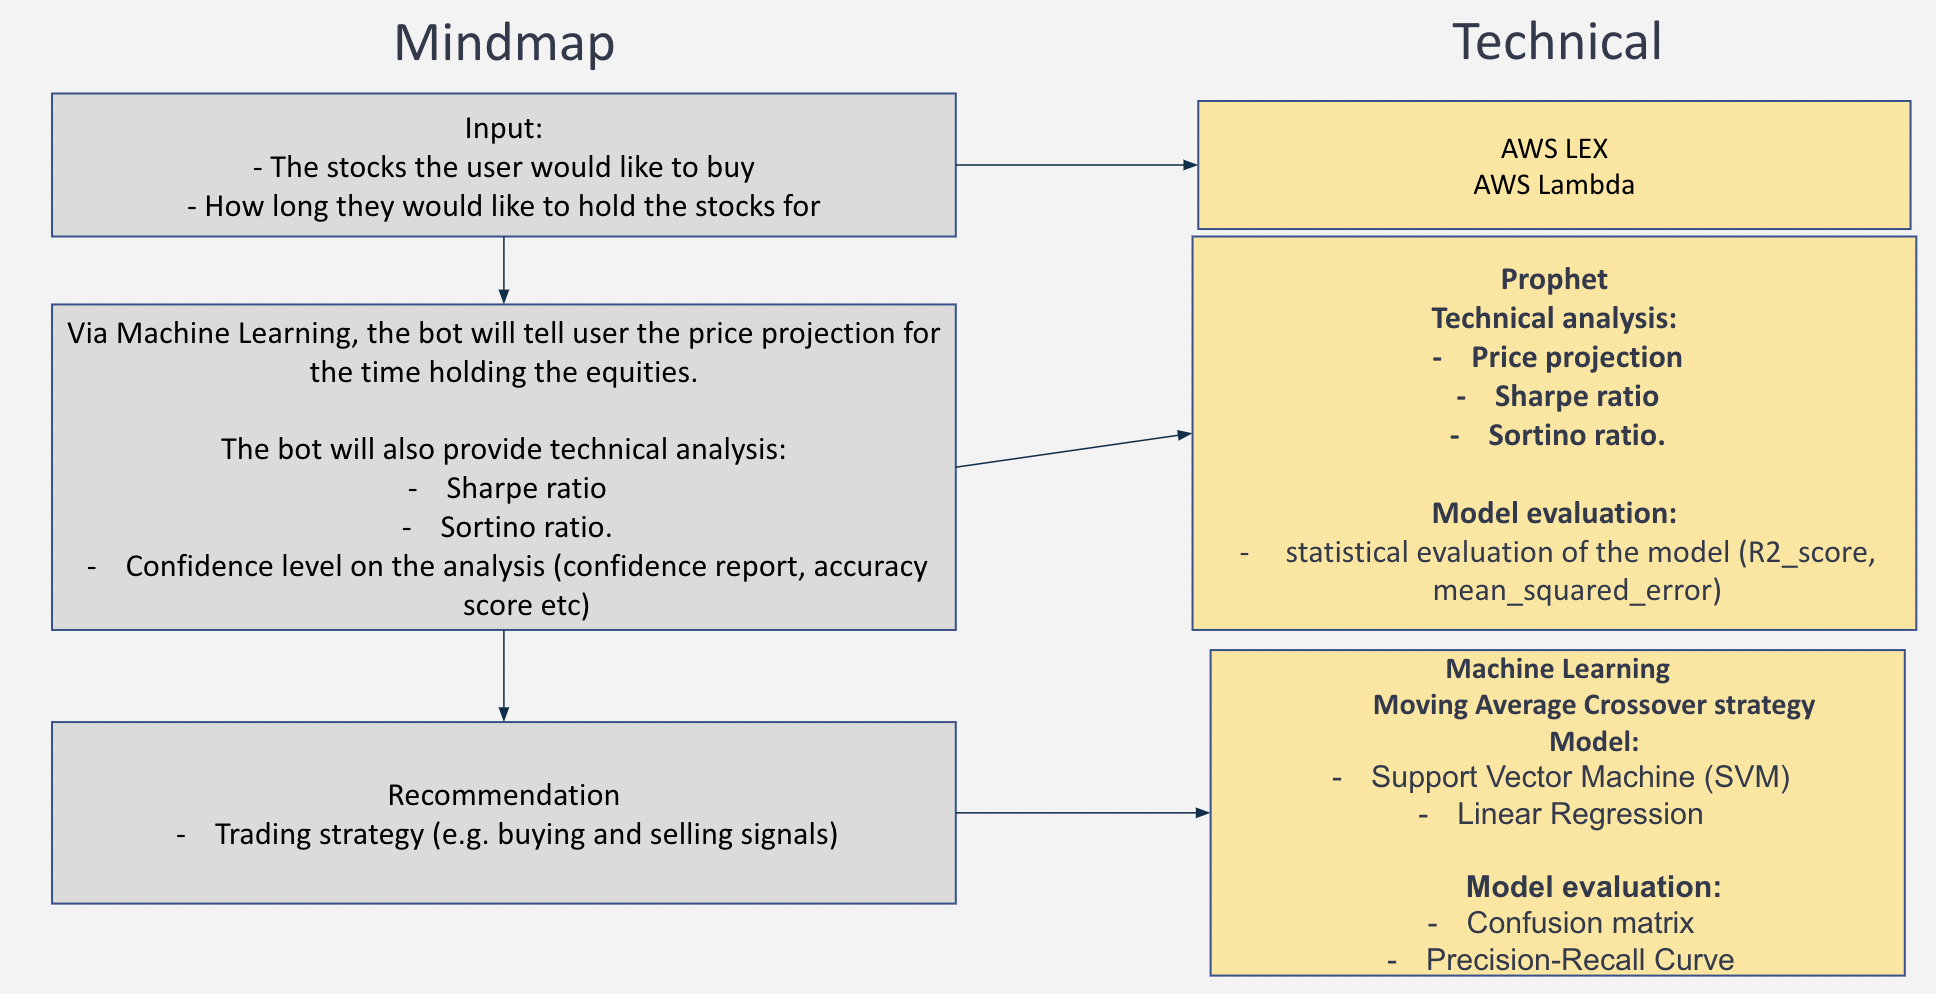 Mindmap
Technical
Input:
- The stocks the user would like to buy
- How long they would like to hold the stocks for
AWS LEX
AWS Lambda
Via Machine Learning, the bot will tell user the price projection for
the time holding the equities.
The bot will also provide technical analysis:
- Sharpe ratio
- Sortino ratio.
- Confidence level on the analysis (confidence report, accuracy
score etc)
Prophet
Technical analysis:
- Price projection
- Sharpe ratio
- Sortino ratio.
Model evaluation:
- statistical evaluation of the model (R2_score,
mean_squared_error)
Recommendation
- Trading strategy (e.g. buying and selling signals)
Machine Learning
Moving Average Crossover strategy
Model:
- Support Vector Machine (SVM)
- Linear Regression
Model evaluation:
- Confusion matrix
- Precision-Recall Curve